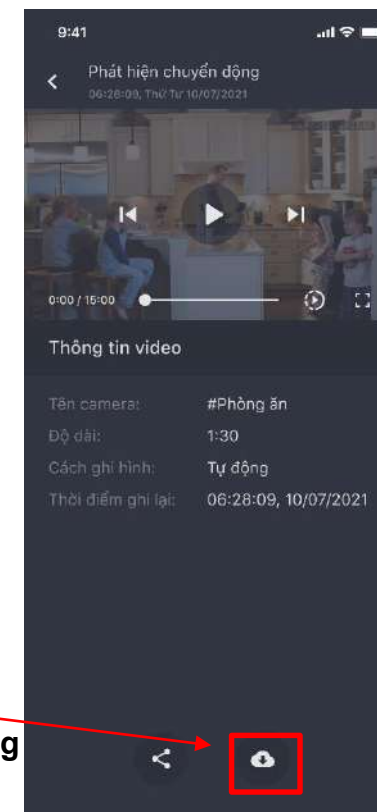 9:41
Phát hiện chuyển động
06:28:09, Thứ Tư 10/07/2021
0:00 / 15:00
Thông tin video
Tên camera: #Phòng ăn
Độ dài: 1:30
Cách ghi hình: Tự động
Thời điểm ghi lại: 06:28:09, 10/07/2021
g